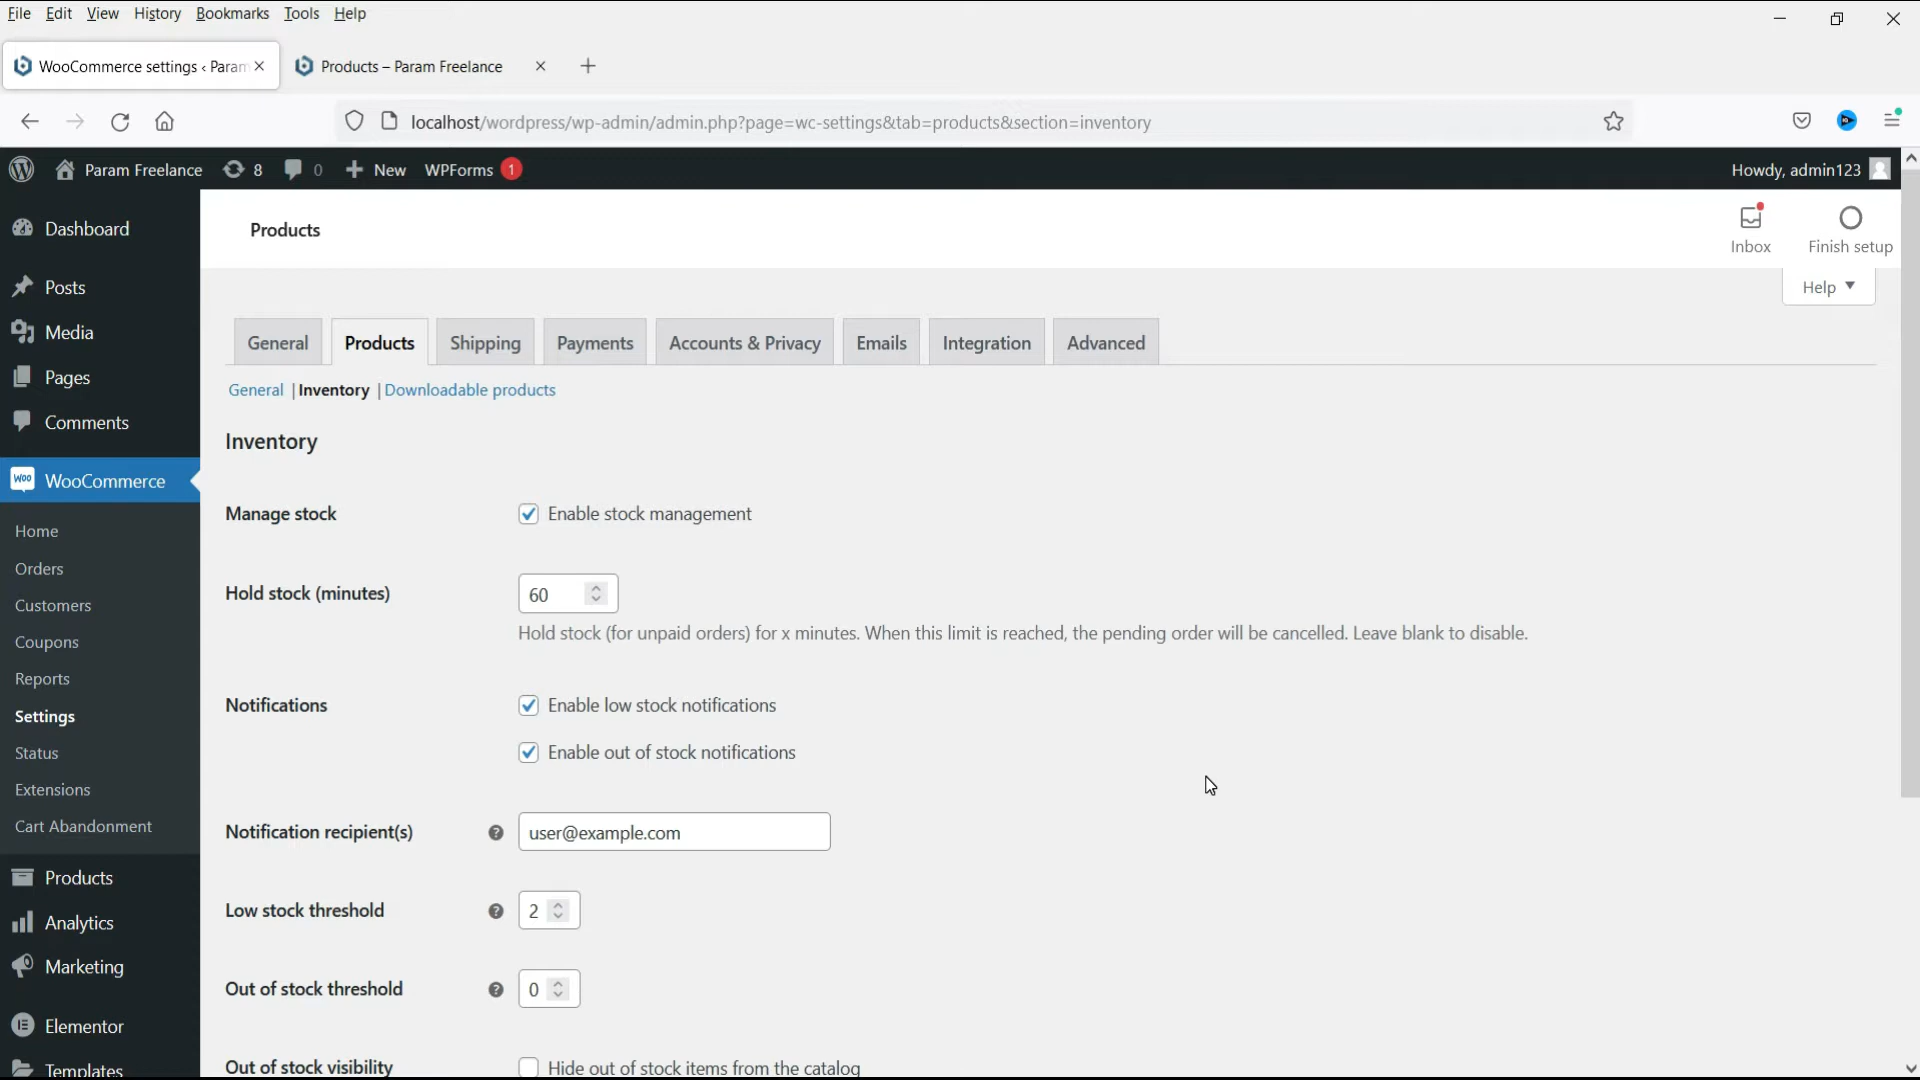 File Edit View History Bookmarks Tools Help
WooCommerce settings ‹ Param
Products – Param Freelance
localhost/wordpress/wp-admin/admin.php?page=wc-settings&tab=products&section=inventory
Param Freelance 8 0 New WPForms 1
Howdy, admin123
Dashboard
Posts
Media
Pages
Comments
Woo WooCommerce
Home
Orders
Customers
Coupons
Reports
Settings
Status
Extensions
Cart Abandonment
Products
Analytics
Marketing
Elementor
Templates
Products
Inbox
Finish setup
Help
General Products Shipping Payments Accounts & Privacy Emails Integration Advanced
General | Inventory | Downloadable products
Inventory
Manage stock Enable stock management
Hold stock (minutes) 60
Hold stock (for unpaid orders) for x minutes. When this limit is reached, the pending order will be cancelled. Leave blank to disable.
Notifications Enable low stock notifications
Enable out of stock notifications
Notification recipient(s) ? user@example.com
Low stock threshold ? 2
Out of stock threshold ? 0
Out of stock visibility Hide out of stock items from the catalog